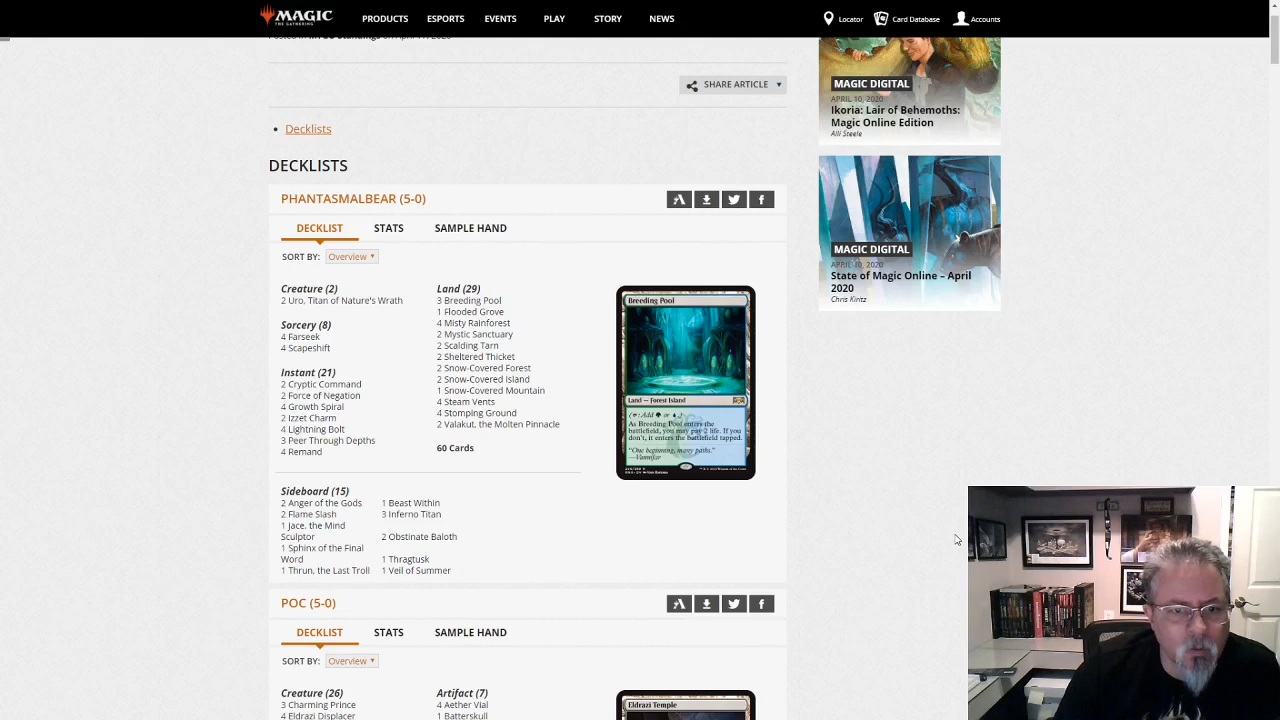 MAGIC
THE GATHERING
PRODUCTS
ESPORTS
EVENTS
PLAY
STORY
NEWS
Locator
Card Database
Accounts
SHARE ARTICLE
• Decklists
DECKLISTS
PHANTASMALBEAR (5-0)
DECKLIST
STATS
SAMPLE HAND
SORT BY: Overview
Creature (2)
2 Uro, Titan of Nature's Wrath
Sorcery (8)
4 Farseek
4 Scapeshift
Instant (21)
2 Cryptic Command
2 Force of Negation
4 Growth Spiral
2 Izzet Charm
4 Lightning Bolt
3 Peer Through Depths
4 Remand
Land (29)
3 Breeding Pool
1 Flooded Grove
4 Misty Rainforest
2 Mystic Sanctuary
2 Scalding Tarn
2 Sheltered Thicket
2 Snow-Covered Forest
2 Snow-Covered Island
1 Snow-Covered Mountain
4 Steam Vents
4 Stomping Ground
2 Valakut, the Molten Pinnacle
60 Cards
Sideboard (15)
2 Anger of the Gods
2 Flame Slash
1 Jace, the Mind
Sculptor
1 Sphinx of the Final
Word
1 Thrun, the Last Troll
1 Beast Within
3 Inferno Titan
2 Obstinate Baloth
1 Thragtusk
1 Veil of Summer
Breeding Pool
Land — Forest Island
As Breeding Pool enters the
battlefield, you may pay 2 life. If you
don't, it enters the battlefield tapped.
"One beginning, many paths."
—Vannifar
POC (5-0)
DECKLIST
STATS
SAMPLE HAND
SORT BY: Overview
Creature (26)
3 Charming Prince
4 Eldrazi Displacer
Artifact (7)
4 Aether Vial
1 Batterskull
Eldrazi Temple
MAGIC DIGITAL
APRIL 10, 2020
Ikoria: Lair of Behemoths:
Magic Online Edition
Alli Steele
MAGIC DIGITAL
APRIL 10, 2020
State of Magic Online – April
2020
Chris Kiritz